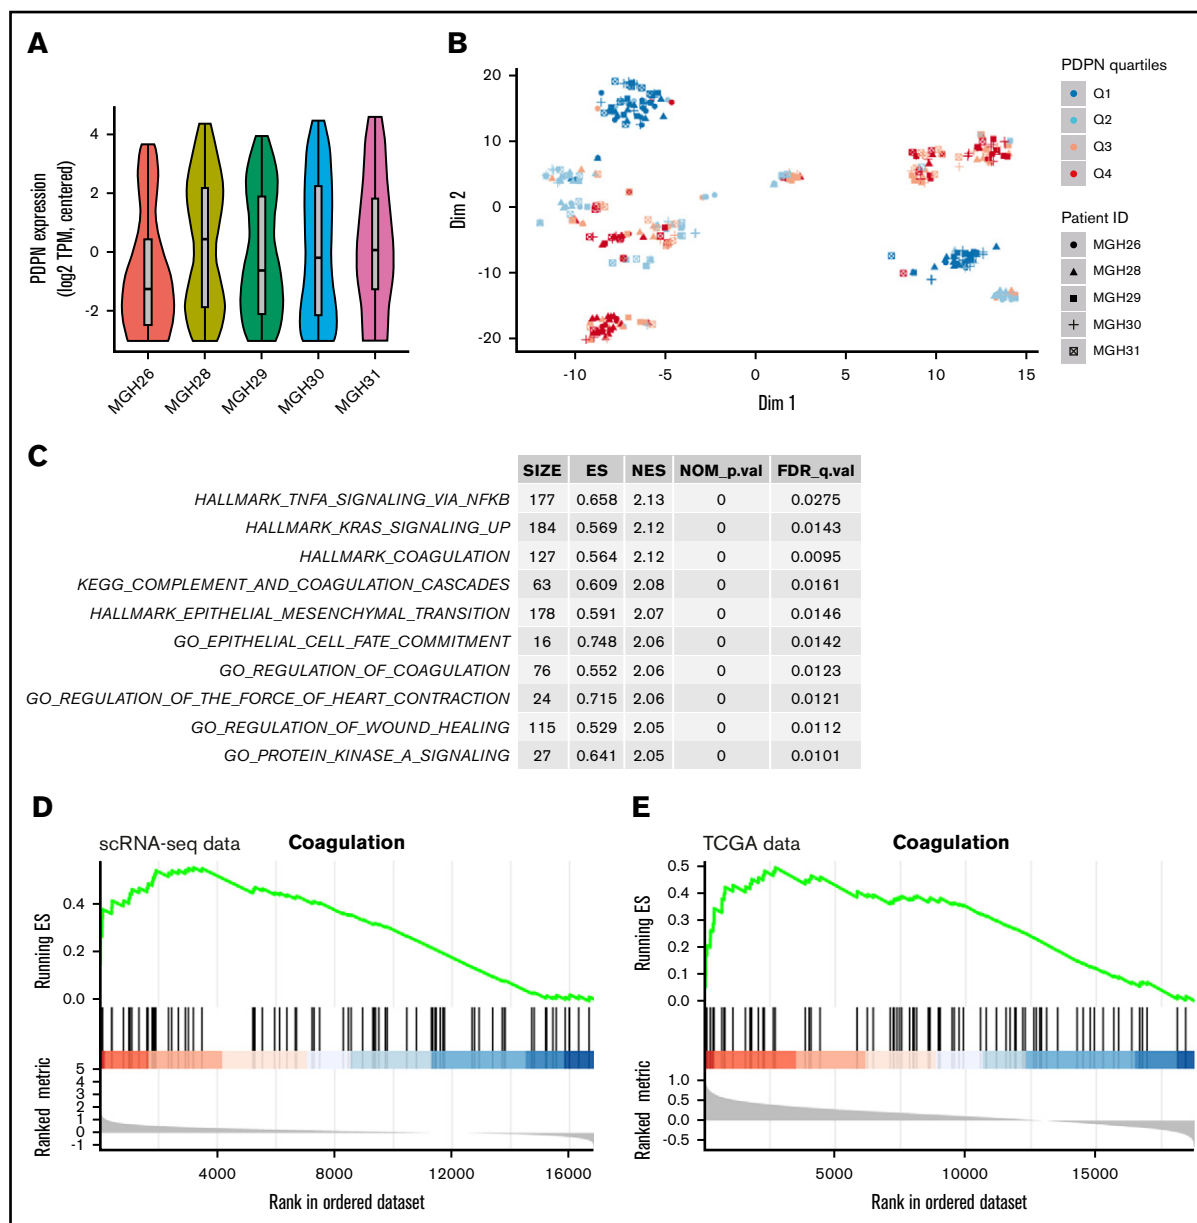 A
PDPN expression
(log2 TPM, centered)
4
2
0
-2
MGH26
MGH28
MGH29
MGH30
MGH31
B
Dim 2
20
10
0
-10
-20
-10
-5
0
5
10
15
Dim 1
PDPN quartiles
Q1
Q2
Q3
Q4
Patient ID
MGH26
MGH28
MGH29
MGH30
MGH31
C
SIZE ES NES NOM_p.val FDR_q.val
HALLMARK_TNFA_SIGNALING_VIA_NFKB 177 0.658 2.13 0 0.0275
HALLMARK_KRAS_SIGNALING_UP 184 0.569 2.12 0 0.0143
HALLMARK_COAGULATION 127 0.564 2.12 0 0.0095
KEGG_COMPLEMENT_AND_COAGULATION_CASCADES 63 0.609 2.08 0 0.0161
HALLMARK_EPITHELIAL_MESENCHYMAL_TRANSITION 178 0.591 2.07 0 0.0146
GO_EPITHELIAL_CELL_FATE_COMMITMENT 16 0.748 2.06 0 0.0142
GO_REGULATION_OF_COAGULATION 76 0.552 2.06 0 0.0123
GO_REGULATION_OF_THE_FORCE_OF_HEART_CONTRACTION 24 0.715 2.06 0 0.0121
GO_REGULATION_OF_WOUND_HEALING 115 0.529 2.05 0 0.0112
GO_PROTEIN_KINASE_A_SIGNALING 27 0.641 2.05 0 0.0101
D
scRNA-seq data
Coagulation
Running ES
0.4
0.2
0.0
Ranked metric
5
4
3
2
1
0
-1
4000
8000
12000
16000
Rank in ordered dataset
E
TCGA data
Coagulation
Running ES
0.5
0.4
0.3
0.2
0.1
0.0
Ranked metric
1.0
0.5
0.0
-0.5
5000
10000
15000
Rank in ordered dataset